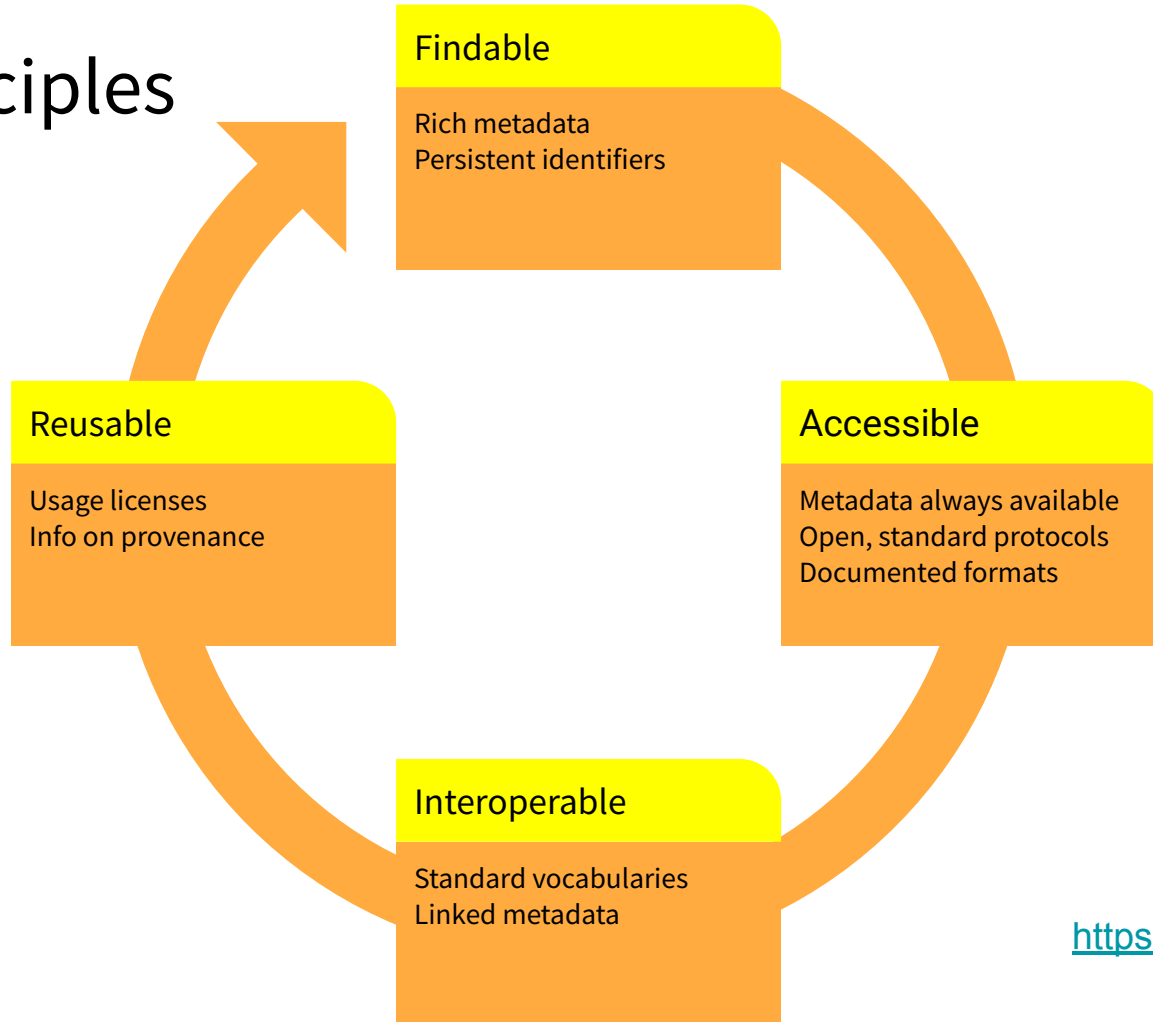 ciples
Findable
Rich metadata
Persistent identifiers
Accessible
Metadata always available
Open, standard protocols
Documented formats
Interoperable
Standard vocabularies
Linked metadata
Reusable
Usage licenses
Info on provenance
https